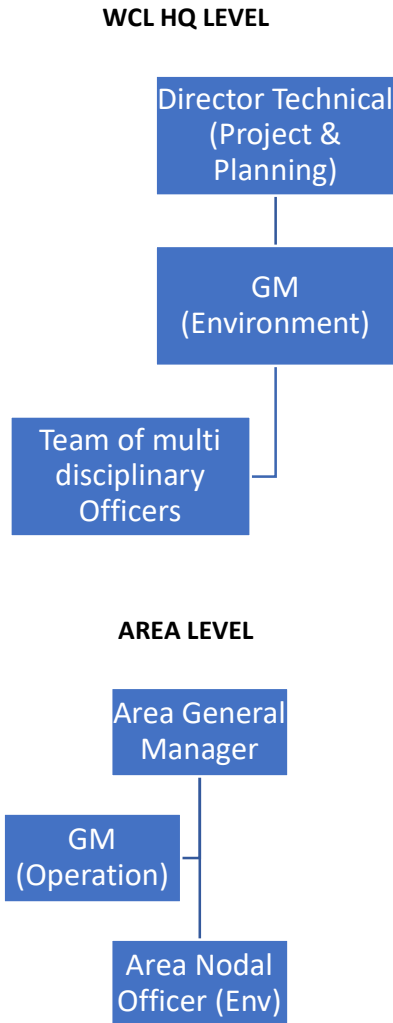 WCL HQ LEVEL
Director Technical
(Project &
Planning)
GM
(Environment)
Team of multi
disciplinary
Officers
AREA LEVEL
Area General
Manager
GM
(Operation)
Area Nodal
Officer (Env)